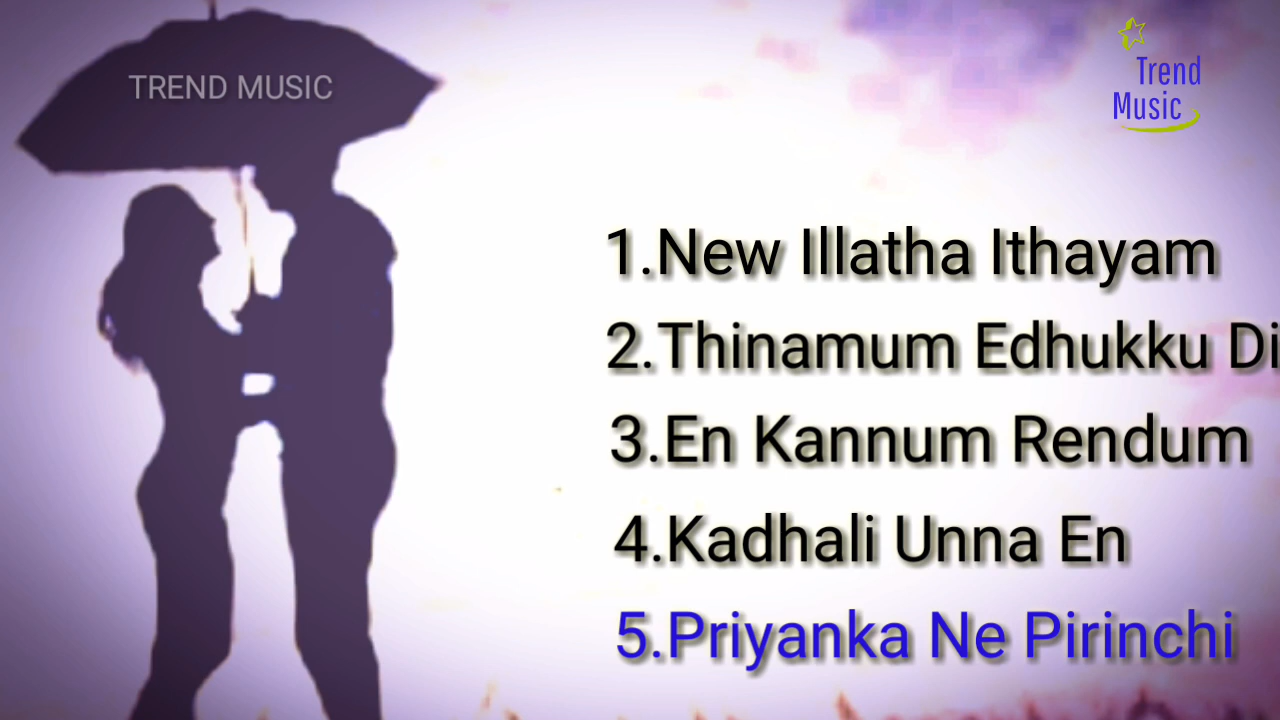 TREND MUSIC
Trend
Music
1.New Illatha Ithayam
2.Thinamum Edhukku Di
3.En Kannum Rendum
4.Kadhali Unna En
5.Priyanka Ne Pirinchi